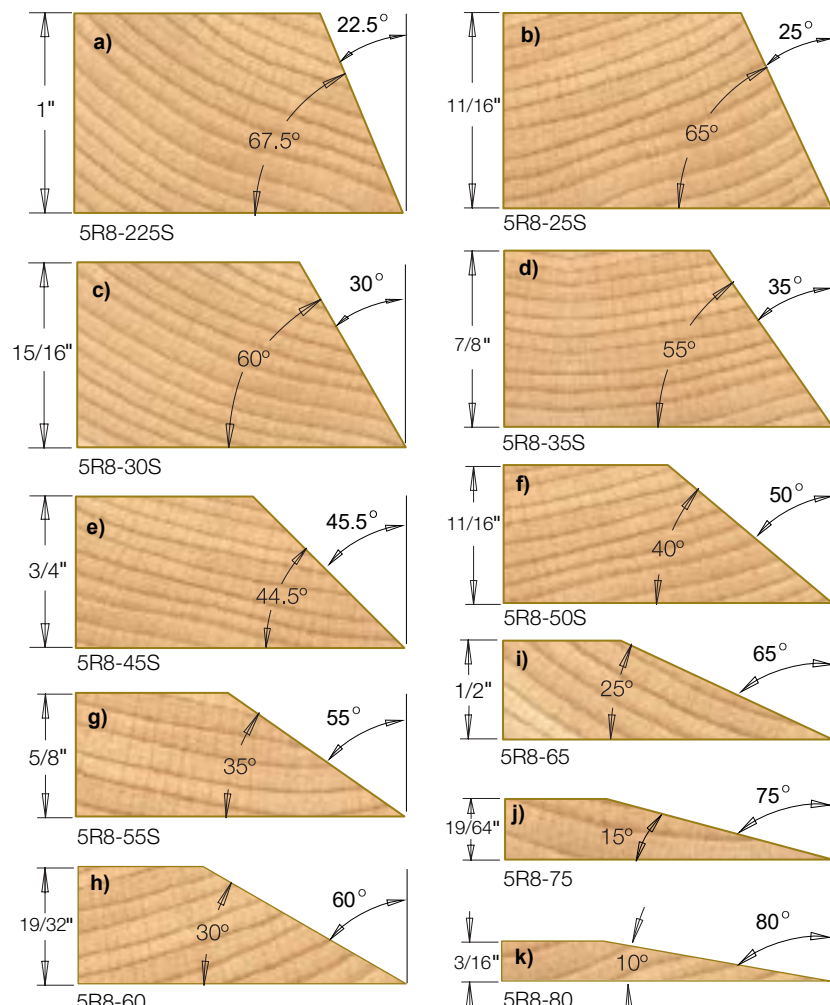 a)
22.5°
1"
67.5°
5R8-225S
b)
25°
11/16"
65°
5R8-25S
c)
30°
15/16"
60°
5R8-30S
d)
35°
7/8"
55°
5R8-35S
e)
45.5°
3/4"
44.5°
5R8-45S
f)
50°
11/16"
40°
5R8-50S
g)
55°
5/8"
35°
5R8-55S
i)
65°
1/2"
25°
5R8-65
h)
60°
19/32"
30°
5R8-60
j)
75°
19/64"
15°
5R8-75
k)
80°
3/16"
10°
5R8-80